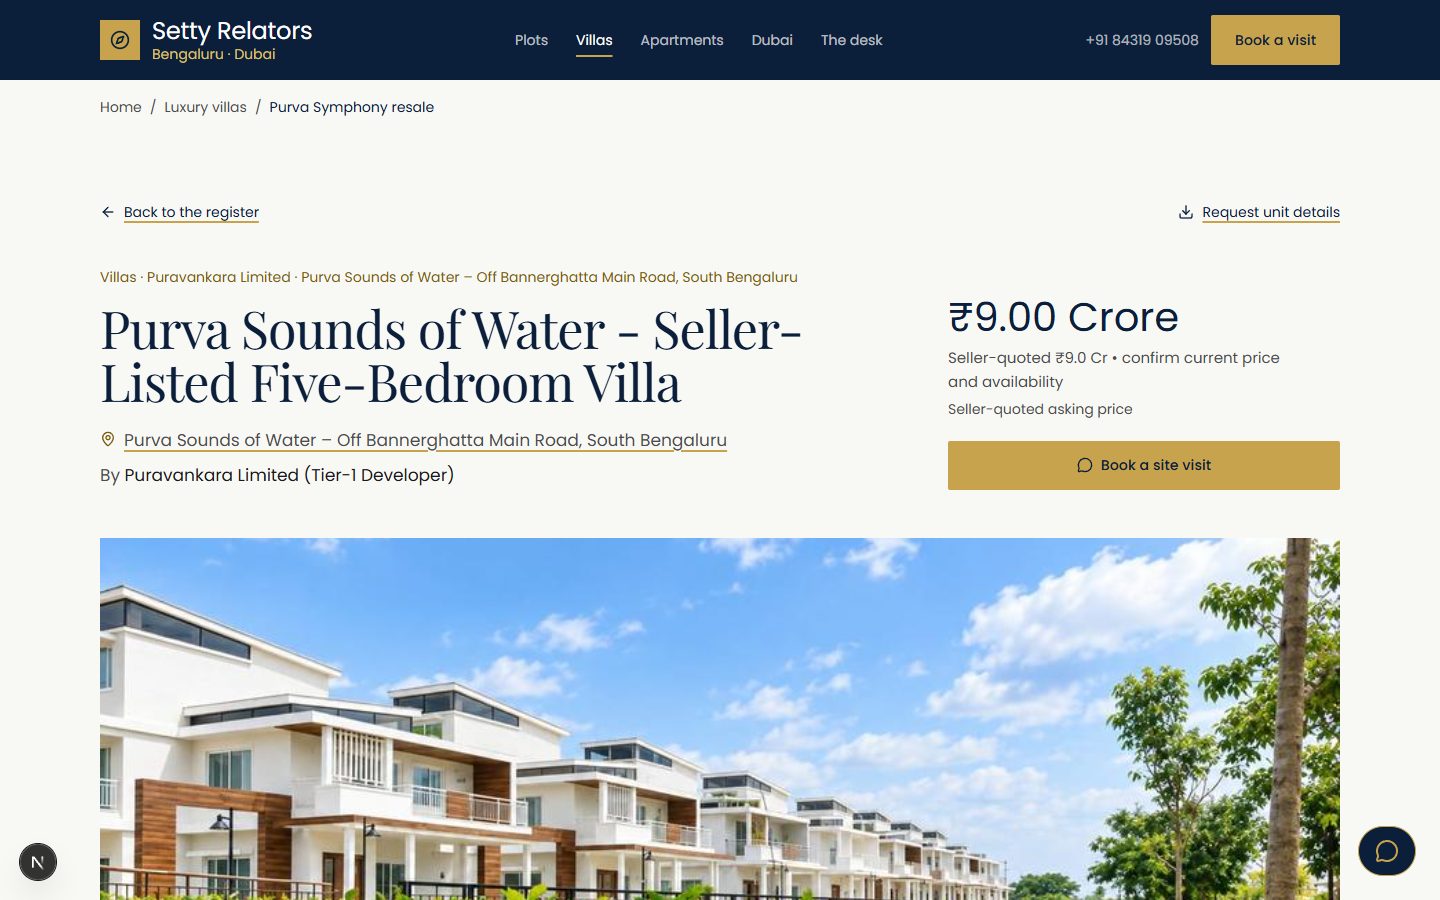 Setty Relators
Bengaluru · Dubai
Plots
Villas
Apartments
Dubai
The desk
+91 84319 09508
Book a visit
Home / Luxury villas / Purva Symphony resale
Back to the register
Request unit details
Villas · Puravankara Limited · Purva Sounds of Water – Off Bannerghatta Main Road, South Bengaluru
Purva Sounds of Water - Seller-
Listed Five-Bedroom Villa
Purva Sounds of Water – Off Bannerghatta Main Road, South Bengaluru
By Puravankara Limited (Tier-1 Developer)
₹9.00 Crore
Seller-quoted ₹9.0 Cr • confirm current price
and availability
Seller-quoted asking price
Book a site visit
N